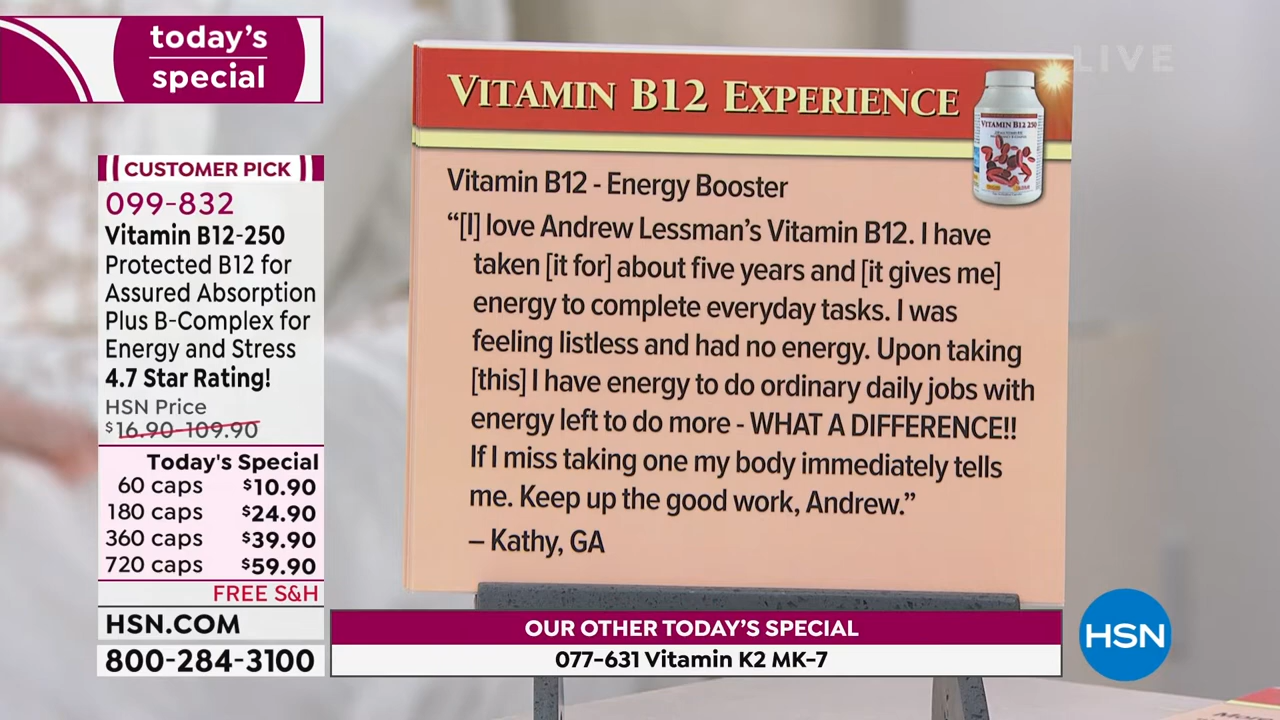 today's
special
LIVE
CUSTOMER PICK
099-832
Vitamin B12-250
Protected B12 for
Assured Absorption
Plus B-Complex for
Energy and Stress
4.7 Star Rating!
HSN Price
$16.90-109.90
Today's Special
60 caps $10.90
180 caps $24.90
360 caps $39.90
720 caps $59.90
FREE S&H
HSN.COM
800-284-3100
VITAMIN B12 EXPERIENCE
VITAMIN B12 250
Vitamin B12 - Energy Booster
“[I] love Andrew Lessman’s Vitamin B12. I have
taken [it for] about five years and [it gives me]
energy to complete everyday tasks. I was
feeling listless and had no energy. Upon taking
[this] I have energy to do ordinary daily jobs with
energy left to do more - WHAT A DIFFERENCE!!
If I miss taking one my body immediately tells
me. Keep up the good work, Andrew.”
– Kathy, GA
OUR OTHER TODAY’S SPECIAL
077-631 Vitamin K2 MK-7
HSN